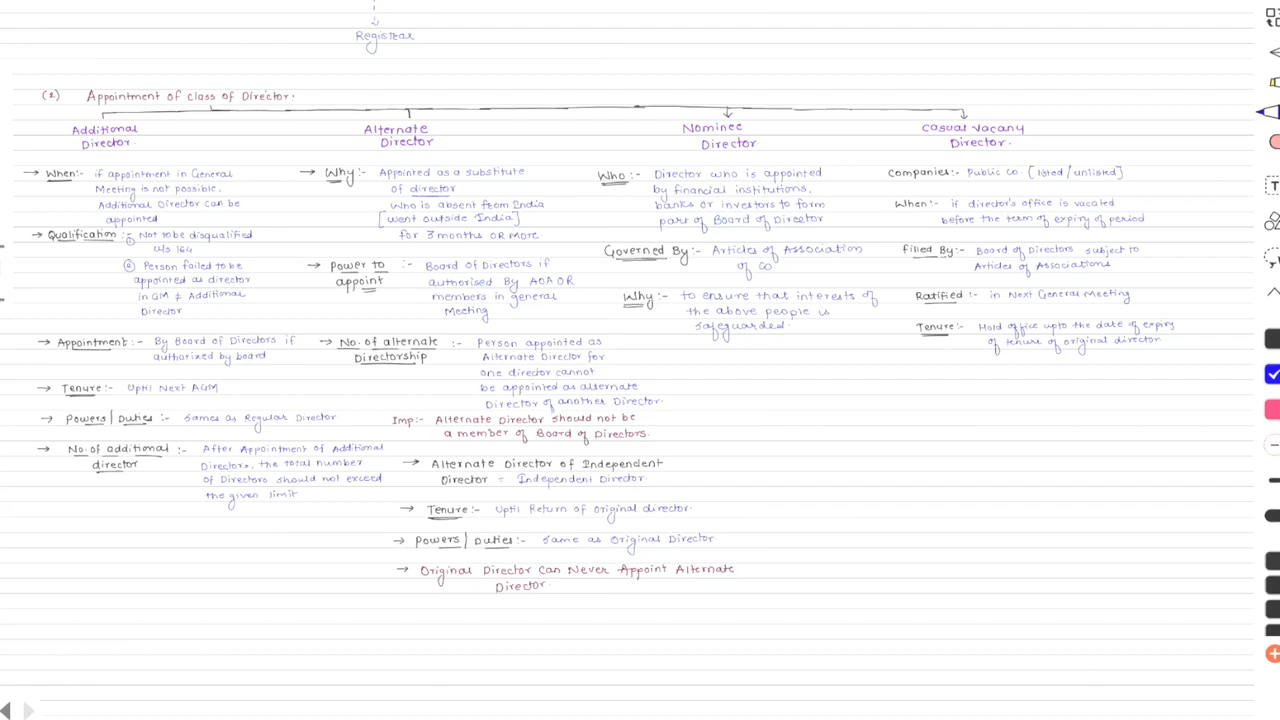 Registrar
(2) Appointment of class of Director.
Additional
Director.
→ When:- if appointment in General
Meeting is not possible,
Additional Director can be
appointed
→ Qualification :- ① Not to be disqualified
u/s 164
② Person failed to be
appointed as director
in GM ≠ Additional
Director
→ Appointment :- By Board of Directors if
authorized by board
→ Tenure :- Uptil Next AGM
→ Powers/Duties :- Same as Regular Director
→ No. of additional :- After Appointment of Additional
director Directors, the total number
of Directors should not exceed
the given limit
Alternate
Director
→ Why :- Appointed as a substitute
of director
who is absent from India
[went outside India]
for 3 months OR More
→ Power to :- Board of Directors if
appoint authorised By AOA OR
members in general
Meeting
→ No. of alternate :- Person appointed as
Directorship Alternate Director for
one director cannot
be appointed as alternate
Director of another Director.
Imp:- Alternate Director should not be
a member of Board of Directors.
→ Alternate Director of Independent
Director = Independent Director.
→ Tenure :- Uptil Return of original director.
→ Powers/Duties :- Same as Original Director
→ Original Director Can Never Appoint Alternate
Director.
Nominee
Director
Who :- Director who is appointed
by financial institutions,
banks or investors to form
part of Board of Director
Governed By :- Articles of Association
of Co
Why :- to ensure that interests of
the above people is
safeguarded.
Casual Vacancy
Director.
Companies :- Public Co. [listed/unlisted]
When :- if director's office is vacated
before the term of expiry of period
Filled By :- Board of Directors subject to
Articles of Associations
Ratified :- in Next General Meeting
Tenure :- Hold office upto the date of expiry
of tenure of original director
T